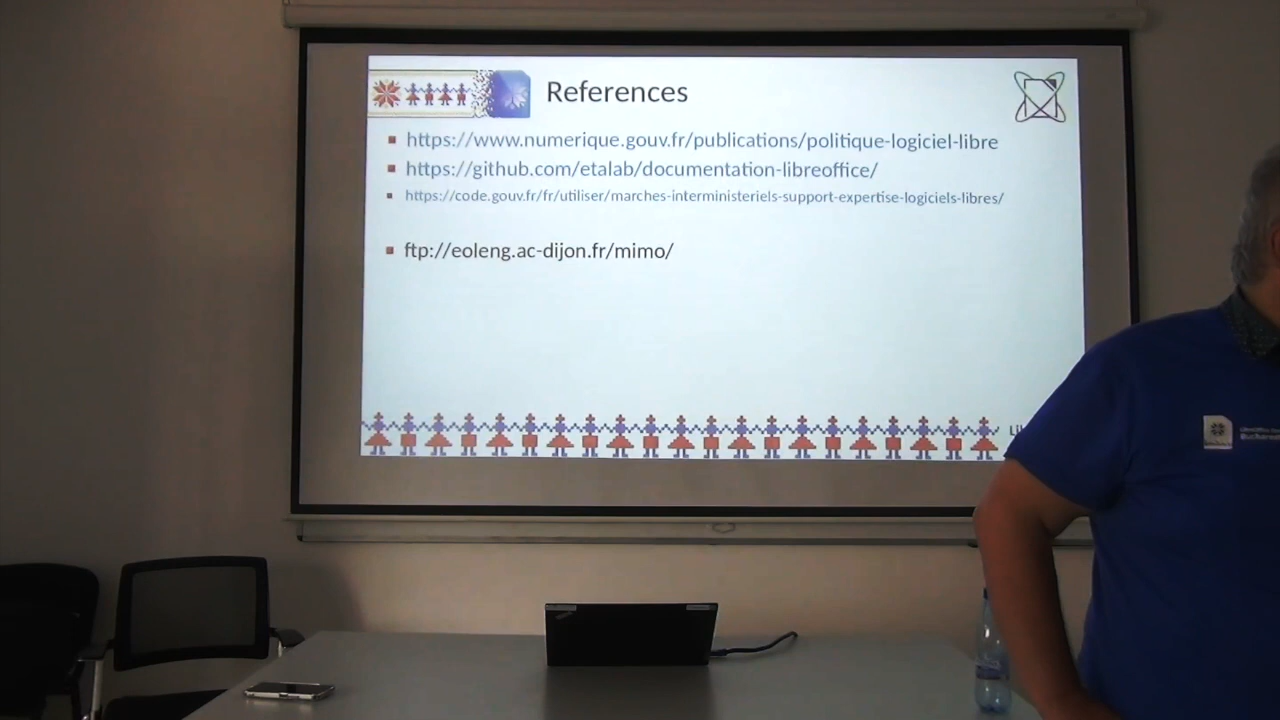 References
https://www.numerique.gouv.fr/publications/politique-logiciel-libre
https://github.com/etalab/documentation-libreoffice/
https://code.gouv.fr/fr/utiliser/marches-interministeriels-support-expertise-logiciels-libres/
ftp://eoleng.ac-dijon.fr/mimo/